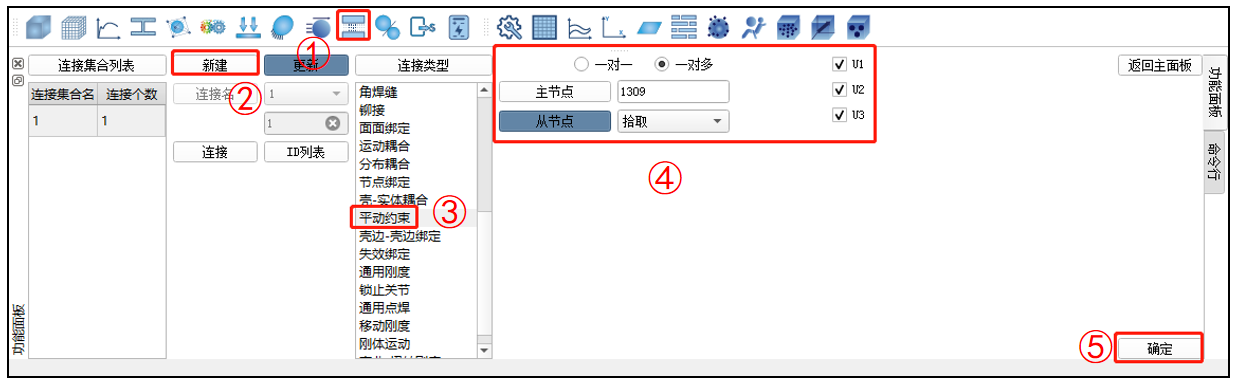 ①
连接集合列表
新建
更新
连接类型
一对一
一对多
U1
返回主面板
功能面板
连接集合名
连接个数
②
连接名
1
角焊缝
主节点
1309
U2
1
1
铆接
1
从节点
拾取
U3
面面绑定
命令行
连接
ID列表
运动耦合
分布耦合
节点绑定
④
壳-实体耦合
平动约束
③
壳边-壳边绑定
失效绑定
通用刚度
锁止关节
通用点焊
移动刚度
刚体运动
功能面板
⑤
确定